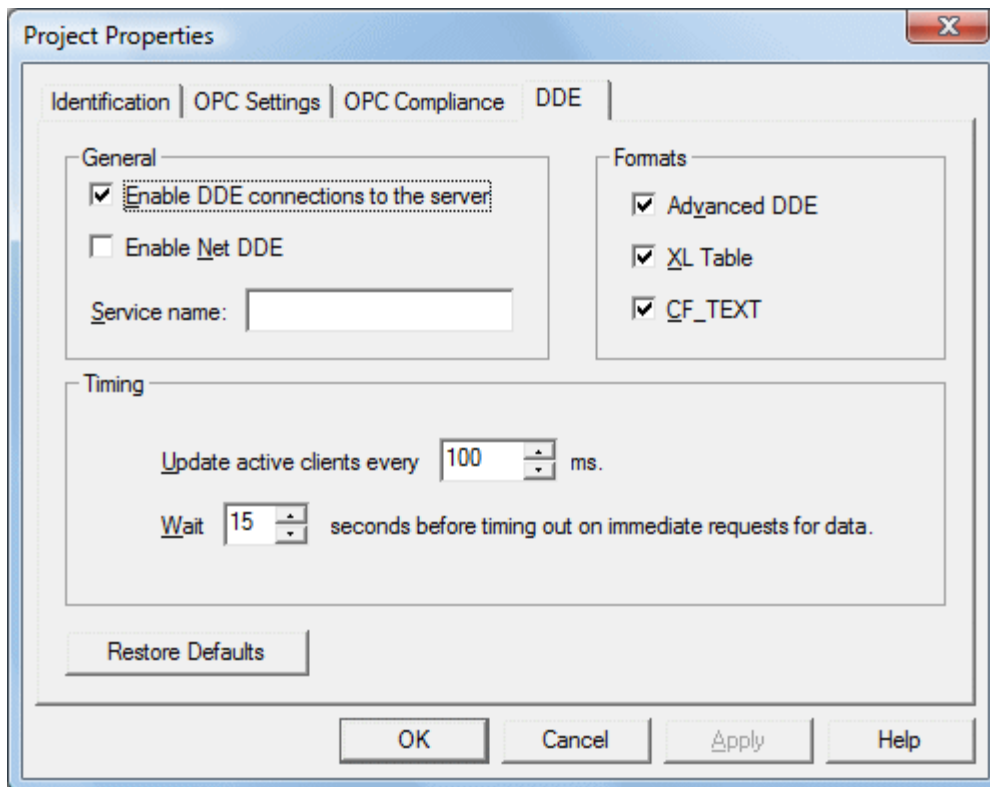 Project Properties
Identification
OPC Settings
OPC Compliance
DDE
General
Enable DDE connections to the server
Enable Net DDE
Service name:
Formats
Advanced DDE
XL Table
CF_TEXT
Timing
Update active clients every 100 ms.
Wait 15 seconds before timing out on immediate requests for data.
Restore Defaults
OK
Cancel
Apply
Help